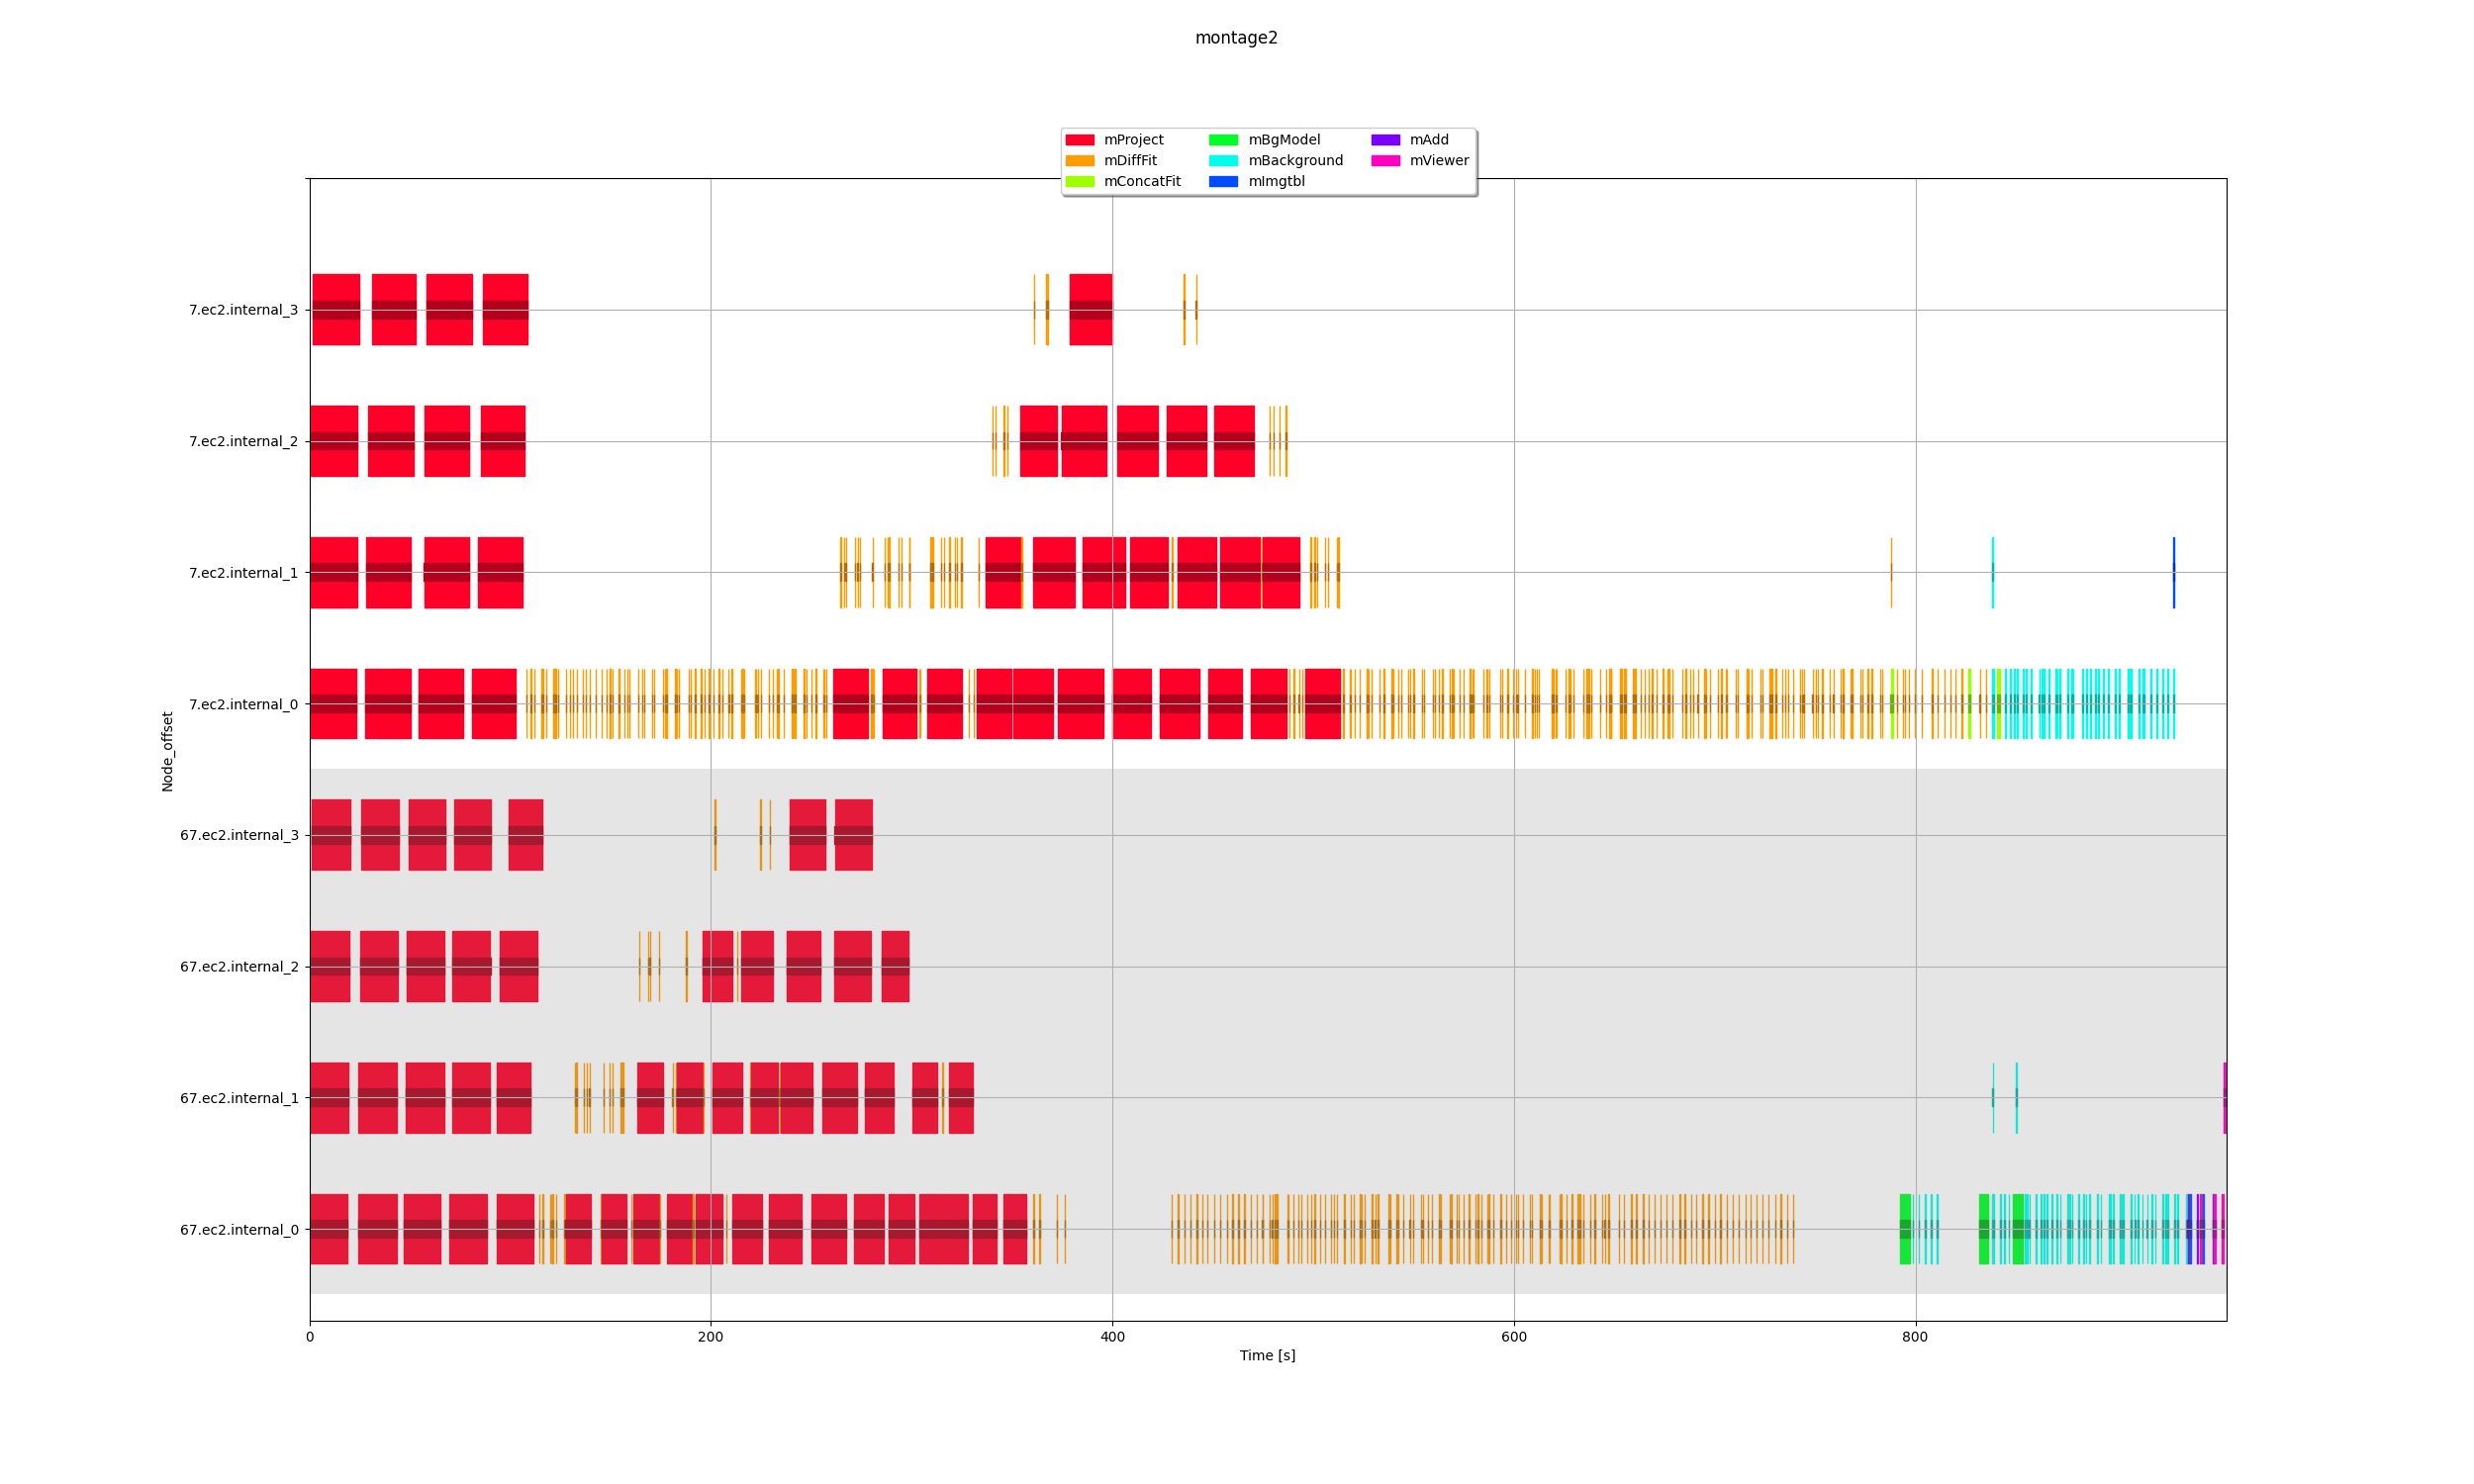 montage2
mProject
mDiffFit
mConcatFit
mBgModel
mBackground
mImgtbl
mAdd
mViewer
7.ec2.internal_3
7.ec2.internal_2
7.ec2.internal_1
7.ec2.internal_0
67.ec2.internal_3
67.ec2.internal_2
67.ec2.internal_1
67.ec2.internal_0
Node_offset
0
200
400
600
800
Time [s]